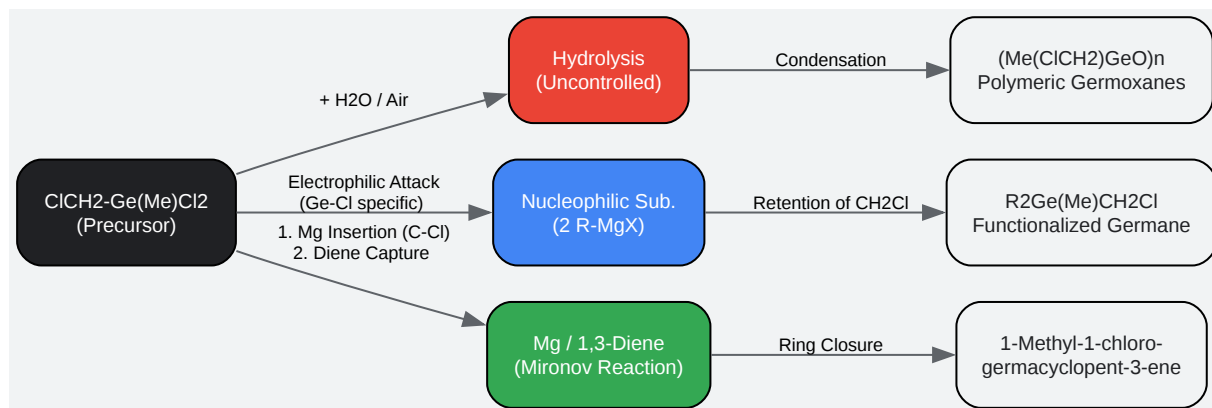 + H2O / Air
Hydrolysis
(Uncontrolled)
Condensation
(Me(ClCH2)GeO)n
Polymeric Germoxanes
ClCH2-Ge(Me)Cl2
(Precursor)
Electrophilic Attack
(Ge-Cl specific)
Nucleophilic Sub.
(2 R-MgX)
Retention of CH2Cl
R2Ge(Me)CH2Cl
Functionalized Germane
1. Mg Insertion (C-Cl)
2. Diene Capture
Mg / 1,3-Diene
(Mironov Reaction)
Ring Closure
1-Methyl-1-chloro-
germacyclopent-3-ene